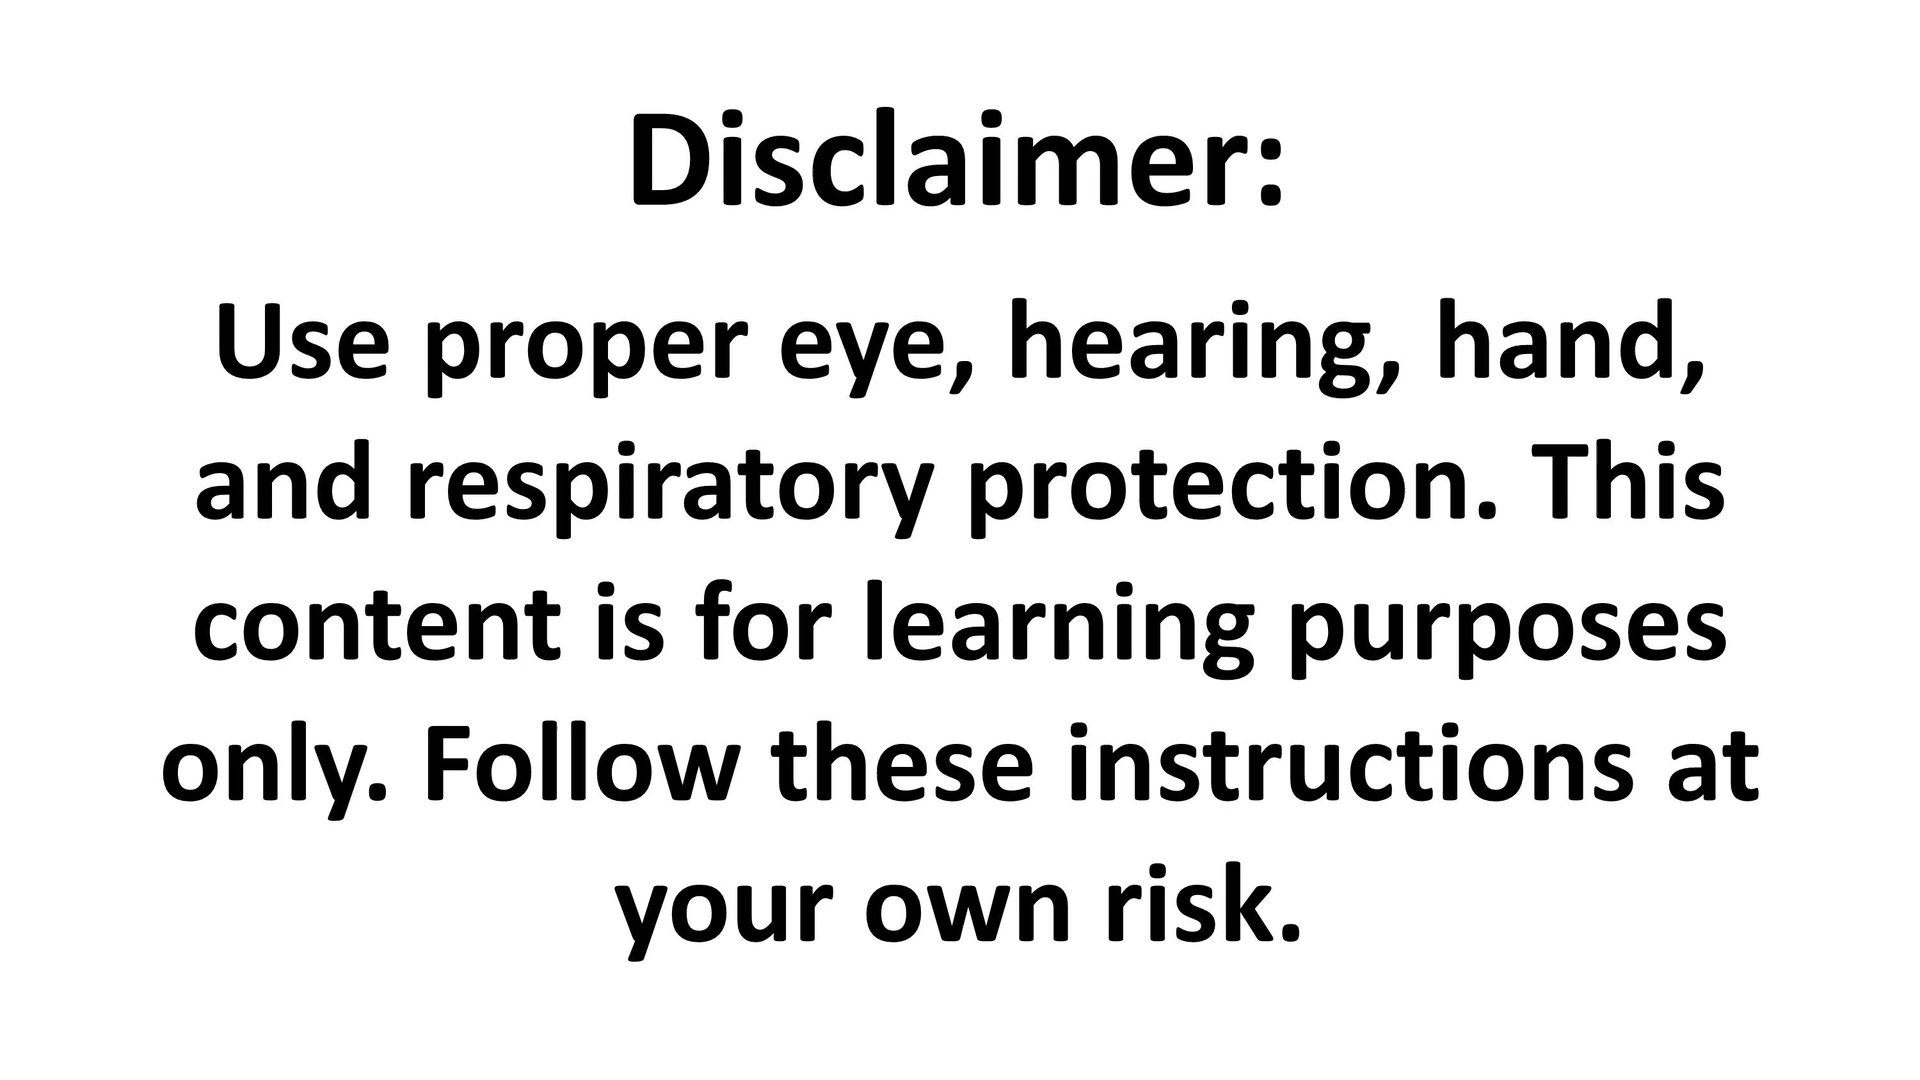 Disclaimer:
Use proper eye, hearing, hand,
and respiratory protection. This
content is for learning purposes
only. Follow these instructions at
your own risk.